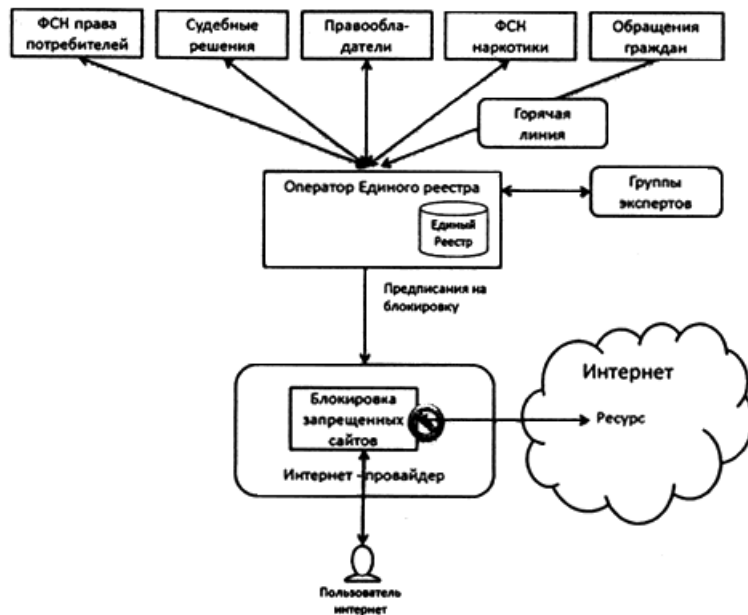 ФСН права
потребителей
Судебные
решения
Правообла-
датели
ФСН
наркотики
Обращения
граждан
Горячая
линия
Оператор Единого реестра
Группы
экспертов
Единый
Реестр
Предписания на
блокировку
Интернет
Блокировка
запрещенных
сайтов
Ресурс
Интернет - провайдер
Пользователь
интернет